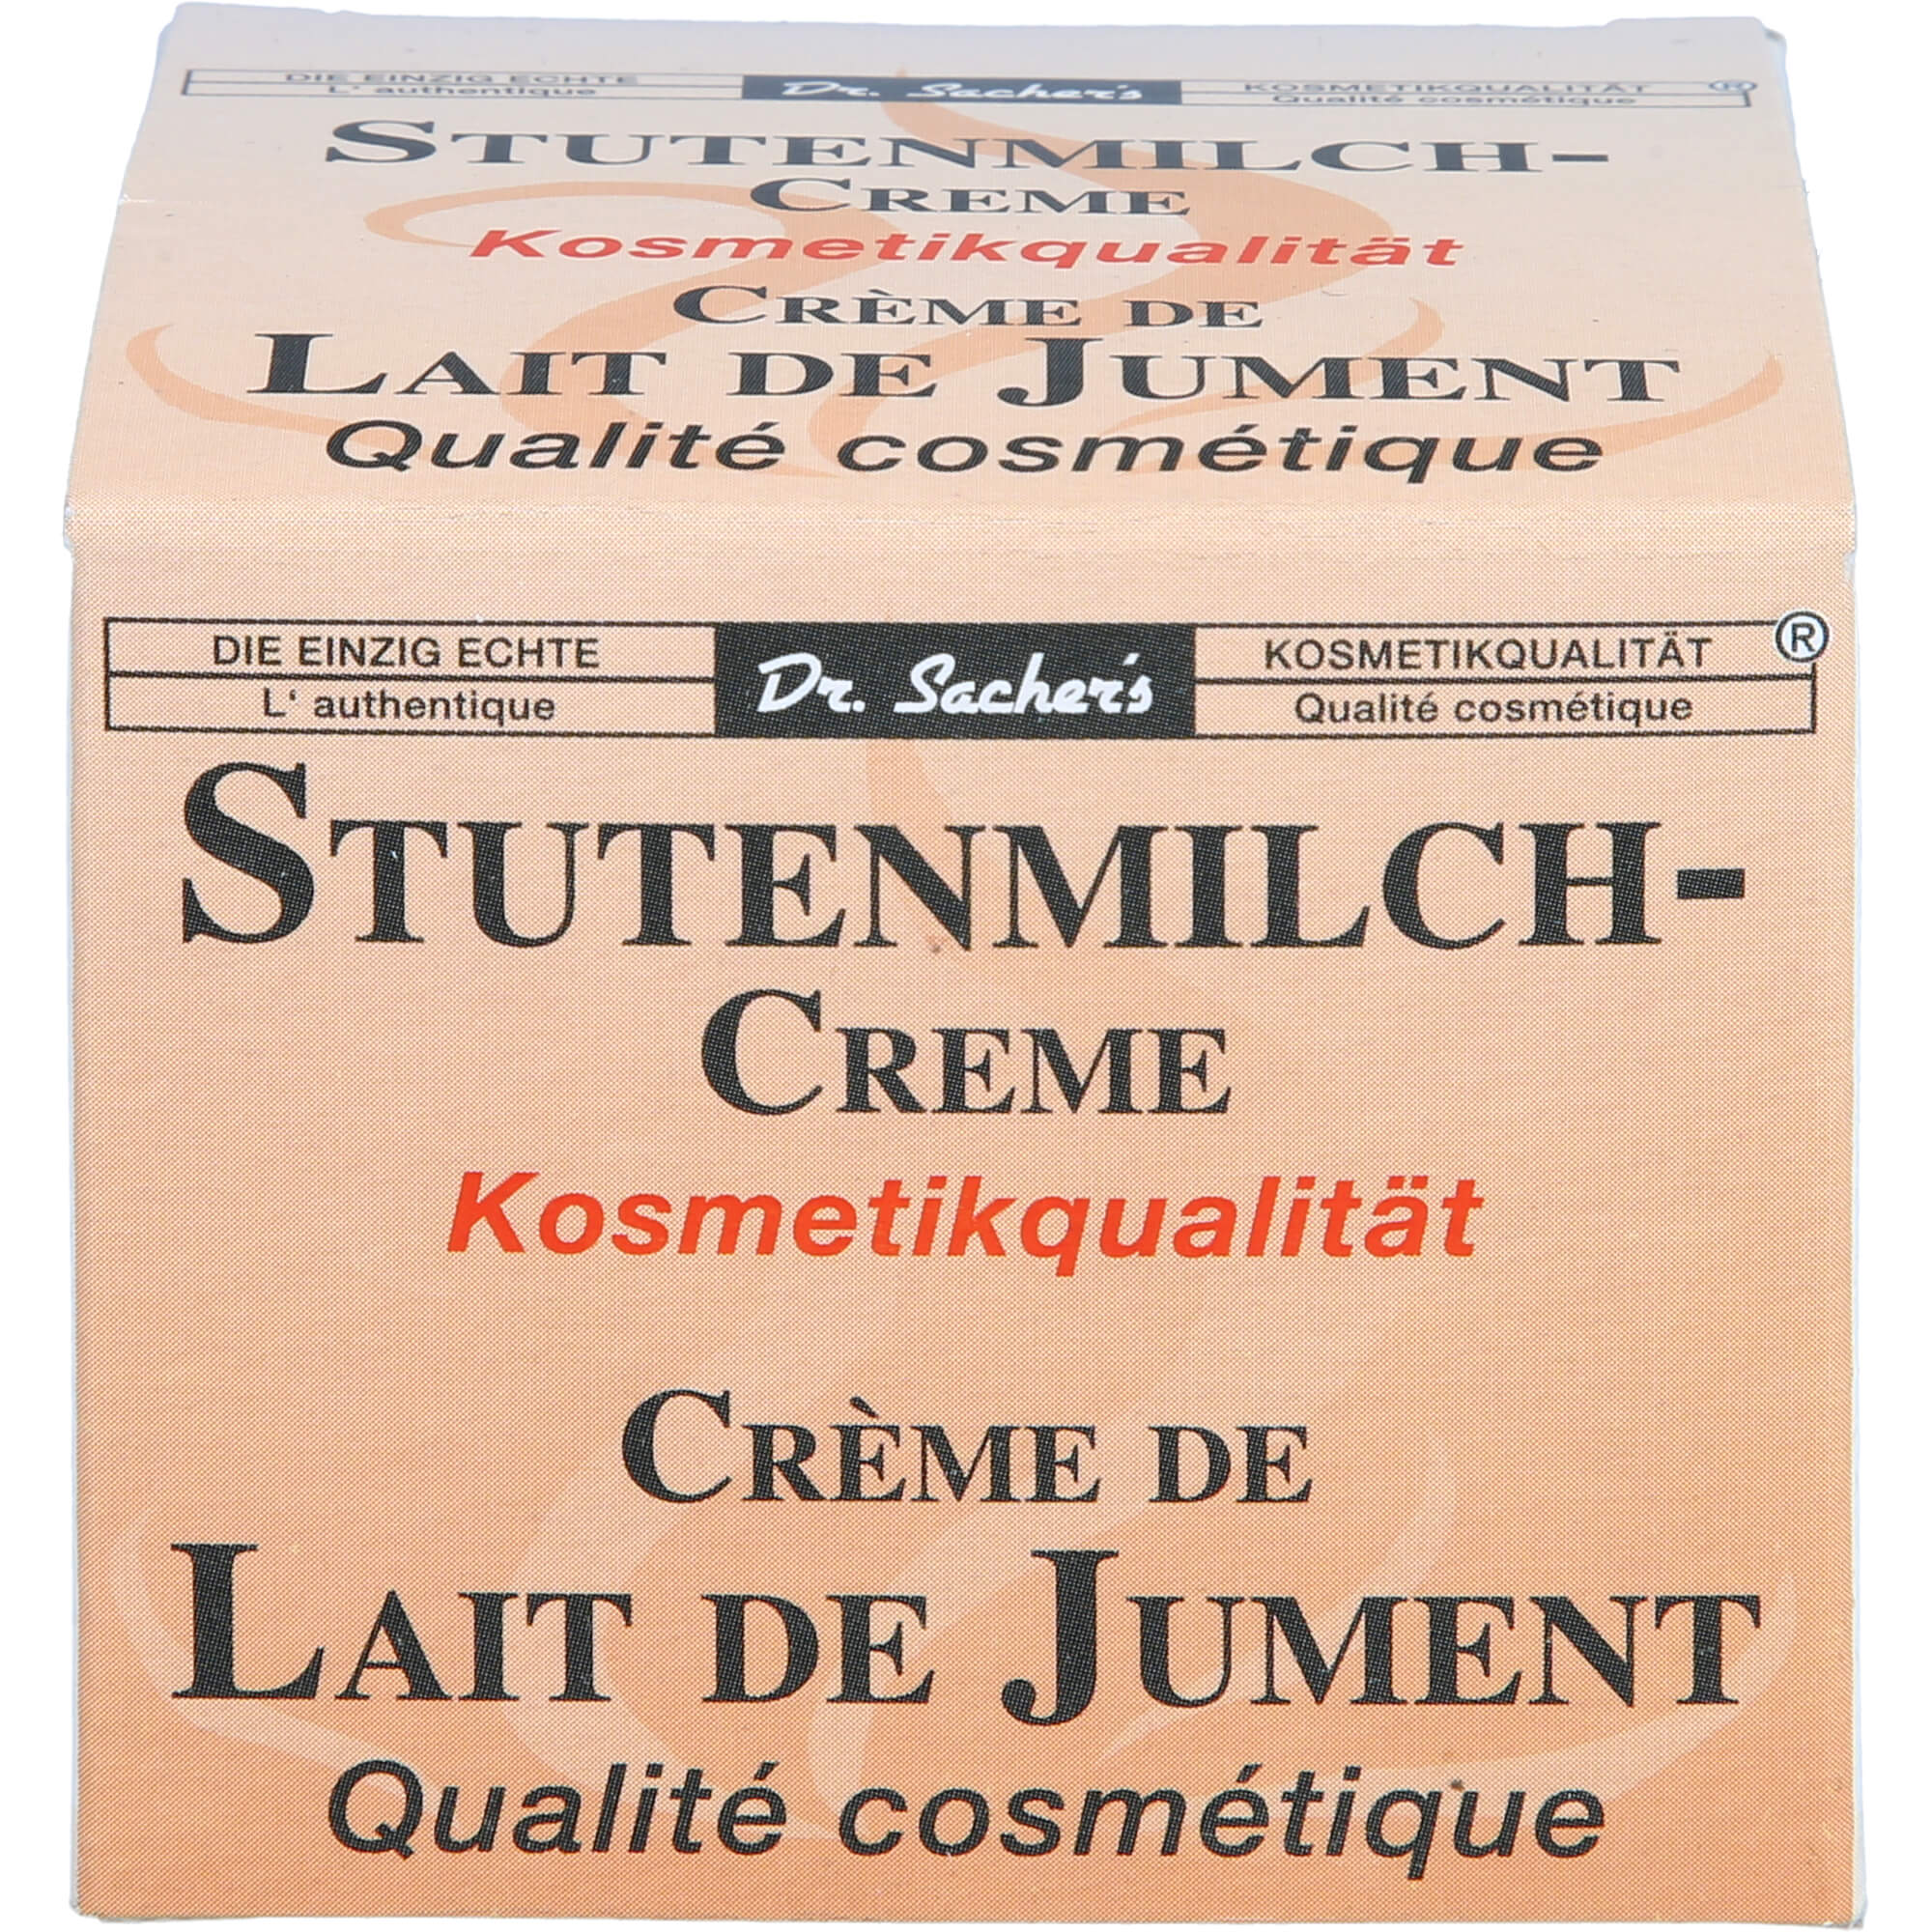 DIE EINZIG ECHTE
L' authentique
Dr. Sacher's
KOSMETIKQUALITÄT
Qualité cosmétique
®
STUTENMILCH-
CREME
Kosmetikqualität
CRÈME DE
LAIT DE JUMENT
Qualité cosmétique
DIE EINZIG ECHTE
L' authentique
Dr. Sacher's
KOSMETIKQUALITÄT
Qualité cosmétique
®
STUTENMILCH-
CREME
Kosmetikqualität
CRÈME DE
LAIT DE JUMENT
Qualité cosmétique